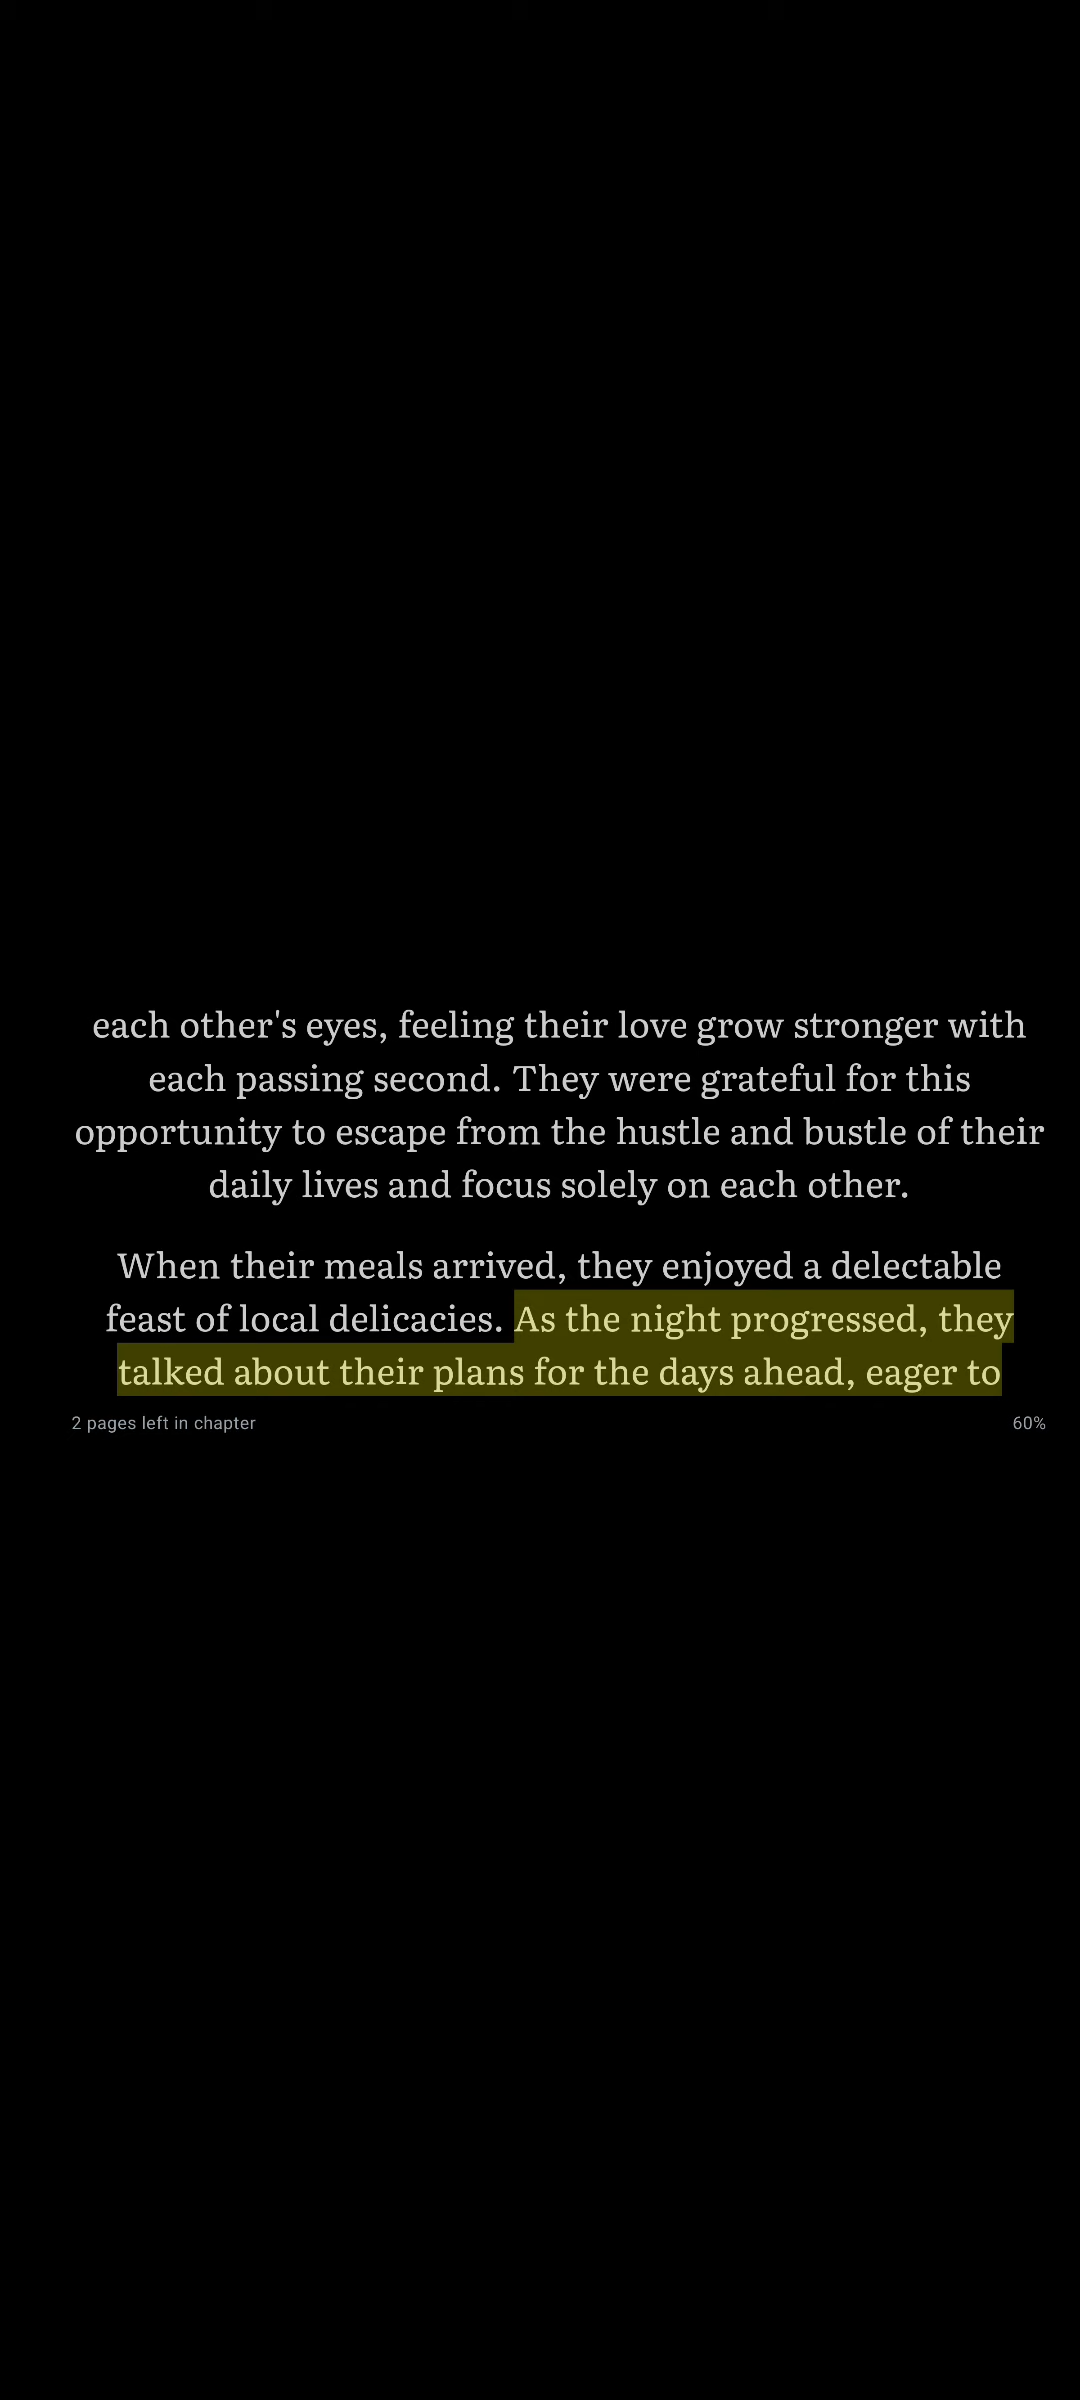 each other's eyes, feeling their love grow stronger with
each passing second. They were grateful for this
opportunity to escape from the hustle and bustle of their
daily lives and focus solely on each other.
When their meals arrived, they enjoyed a delectable
feast of local delicacies. As the night progressed, they
talked about their plans for the days ahead, eager to
2 pages left in chapter
60%